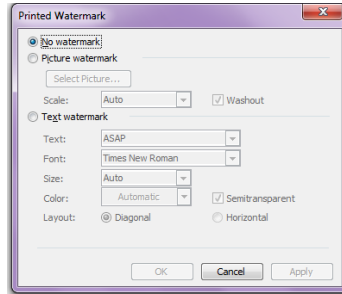 Printed Watermark
No watermark
Picture watermark
Select Picture...
Scale: Auto Washout
Text watermark
Text: ASAP
Font: Times New Roman
Size: Auto
Color: Automatic Semitransparent
Layout: Diagonal Horizontal
OK Cancel Apply